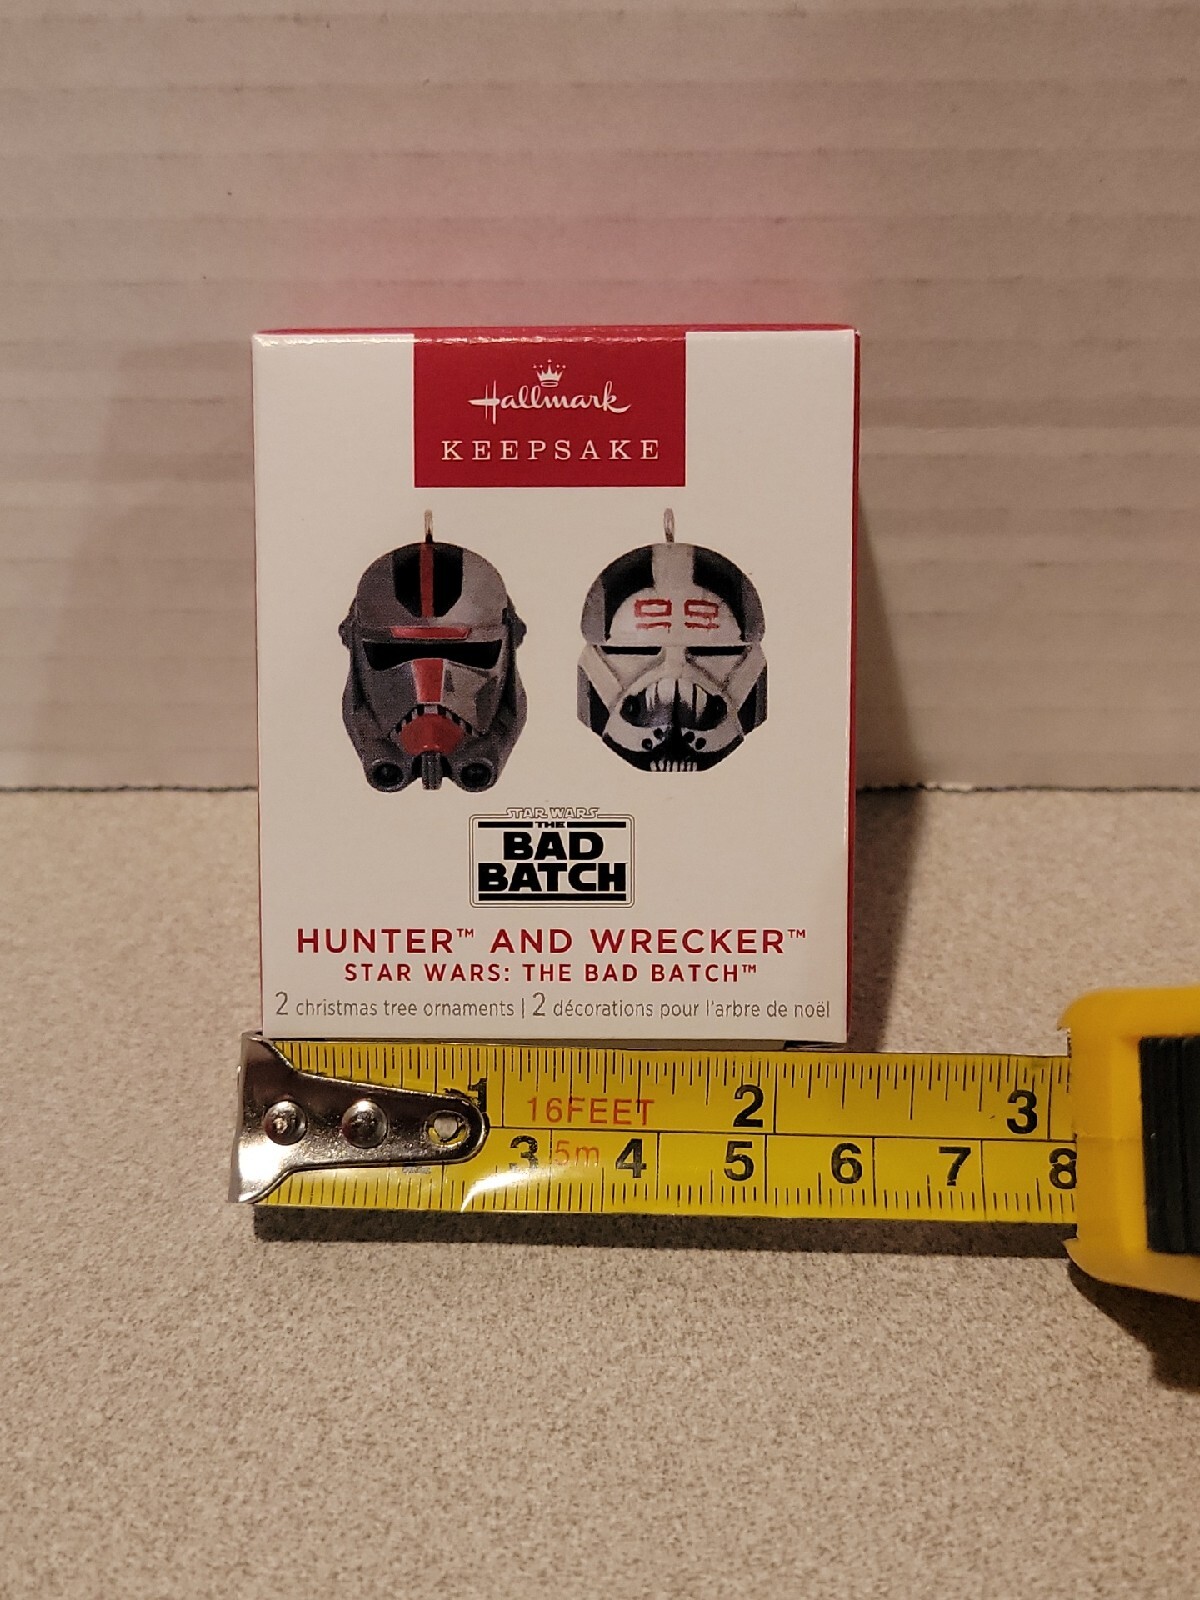 Hallmark
KEEPSAKE
STAR WARS
THE
BAD
BATCH
HUNTER™ AND WRECKER™
STAR WARS: THE BAD BATCH™
2 christmas tree ornaments | 2 décorations pour l'arbre de noël
1 16FEET 2 3
3 5m 4 5 6 7 8